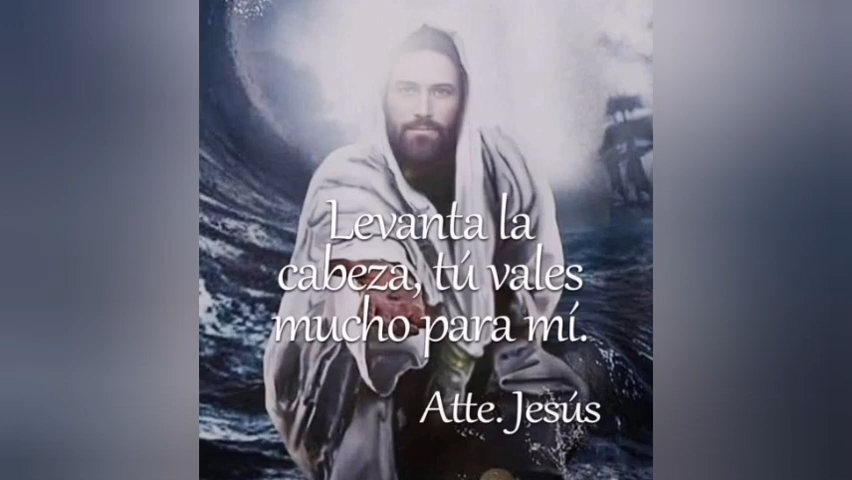 Levanta la
cabeza, tú vales
mucho para mí.
Atte. Jesús